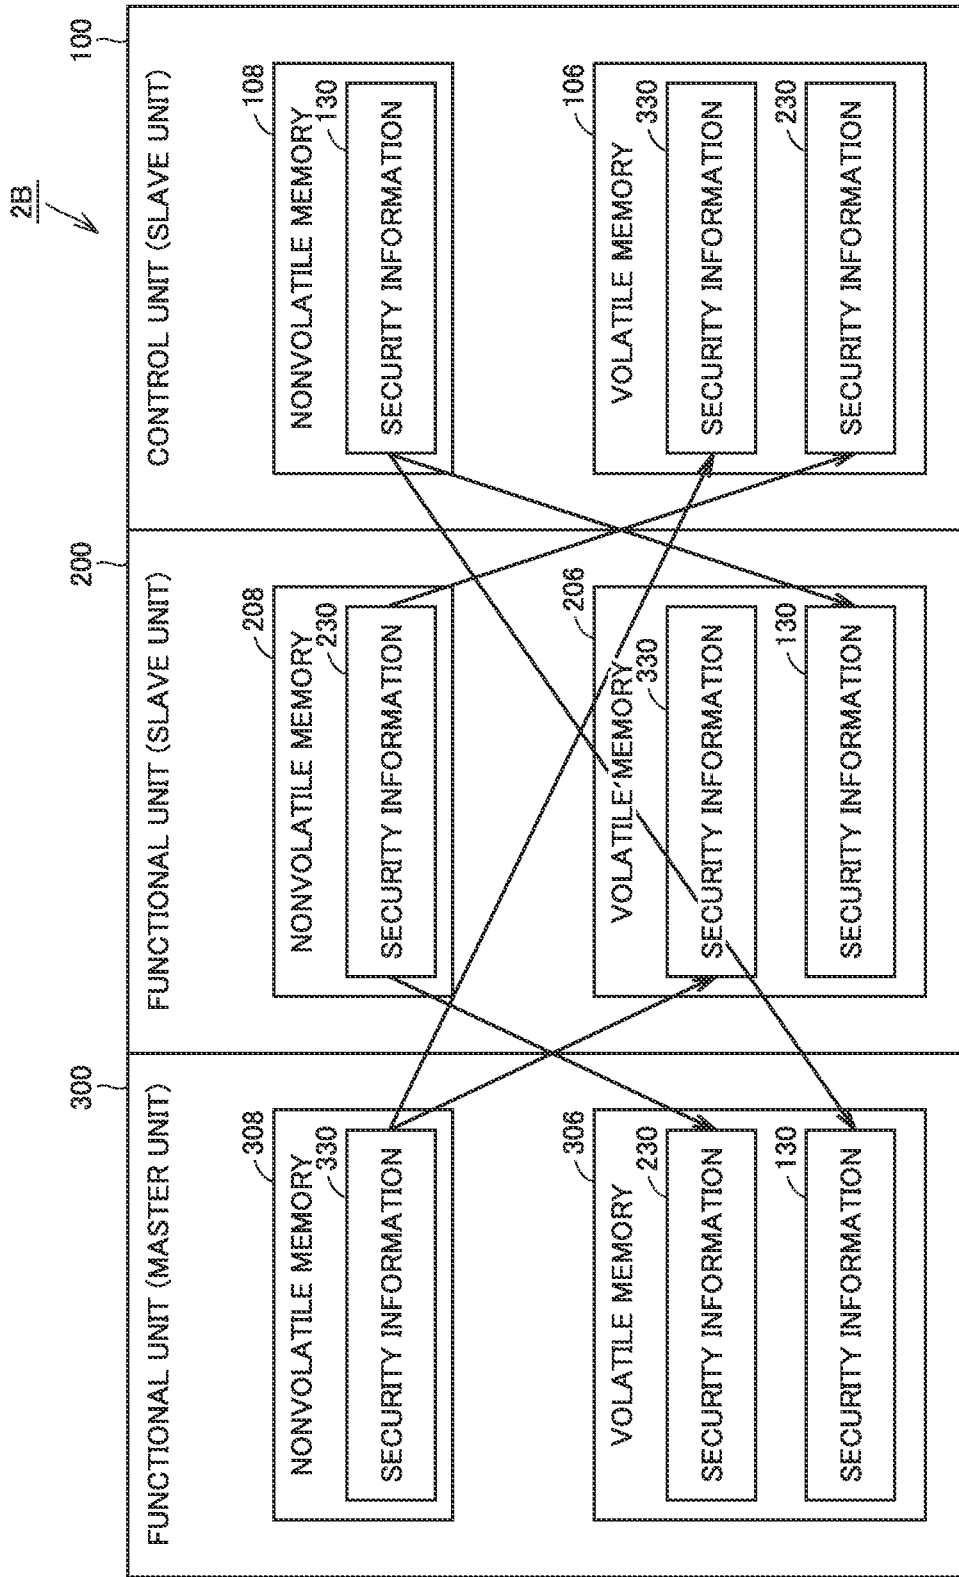 2B
300
FUNCTIONAL UNIT (MASTER UNIT)
308
NONVOLATILE MEMORY
330
SECURITY INFORMATION
306
VOLATILE MEMORY
230
SECURITY INFORMATION
130
SECURITY INFORMATION
200
FUNCTIONAL UNIT (SLAVE UNIT)
208
NONVOLATILE MEMORY
230
SECURITY INFORMATION
206
VOLATILE MEMORY
330
SECURITY INFORMATION
130
SECURITY INFORMATION
100
CONTROL UNIT (SLAVE UNIT)
108
NONVOLATILE MEMORY
130
SECURITY INFORMATION
106
VOLATILE MEMORY
330
SECURITY INFORMATION
230
SECURITY INFORMATION